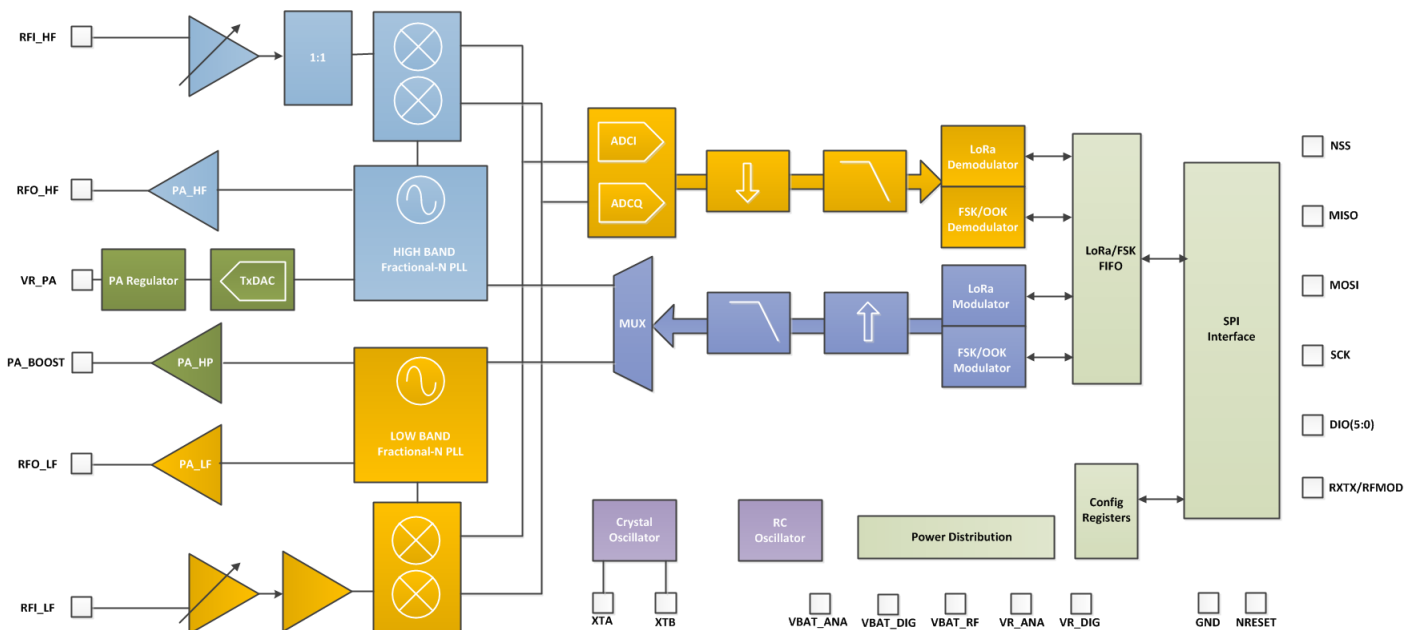 RFI_HF
1:1
RFO_HF
PA_HF
HIGH BAND
Fractional-N PLL
VR_PA
PA Regulator
TxDAC
PA_BOOST
PA_HP
LOW BAND
Fractional-N PLL
RFO_LF
PA_LF
RFI_LF
ADCI
ADCQ
LoRa
Demodulator
FSK/OOK
Demodulator
MUX
LoRa
Modulator
FSK/OOK
Modulator
LoRa/FSK
FIFO
SPI
Interface
Config
Registers
Crystal
Oscillator
RC
Oscillator
Power Distribution
NSS
MISO
MOSI
SCK
DIO(5:0)
RXTX/RFMOD
XTA
XTB
VBAT_ANA
VBAT_DIG
VBAT_RF
VR_ANA
VR_DIG
GND
NRESET